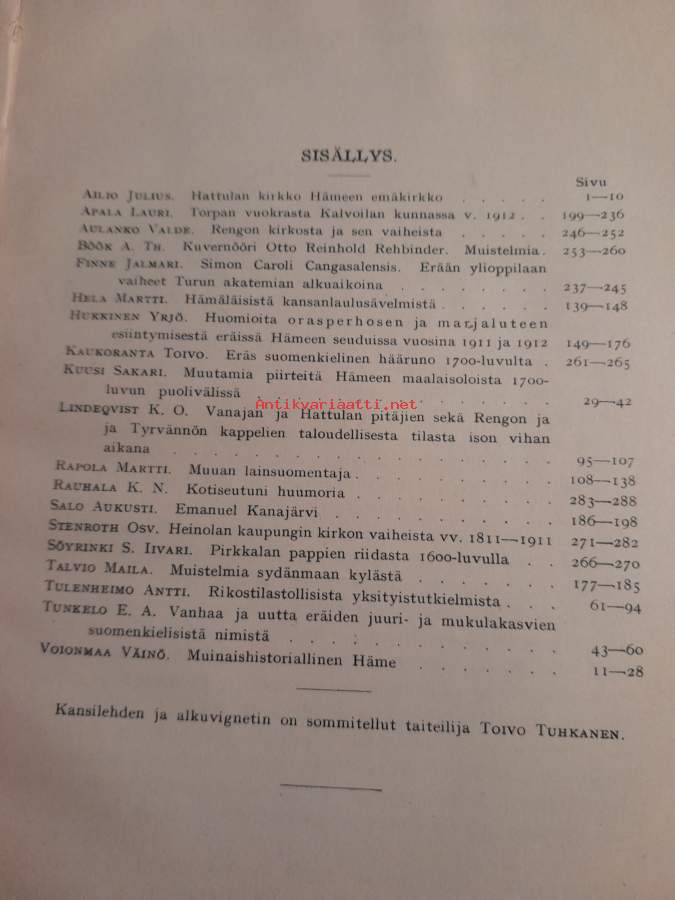 SISÄLLYS.
Sivu
AILIO JULIUS. Hattulan kirkko Hämeen emäkirkko . . . . . 1—10
APALA LAURI. Torpan vuokrasta Kalvoilan kunnassa v. 1912 . . 199—236
AULANKO VALDE. Rengon kirkosta ja sen vaiheista . . . . . 246—252
BÖÖK A. TH. Kuvernööri Otto Reinhold Rehbinder. Muistelmia . 253—260
FINNE JALMARI. Simon Caroli Cangasalensis. Erään ylioppilaan
vaiheet Turun akatemian alkuaikoina . . . . . . 237—245
HELA MARTTI. Hämäläisistä kansanlaulusävelmistä . . . . . . 139—148
HUKKINEN YRJÖ. Huomioita orasperhosen ja marjaluteen
esiintymisestä eräissä Hämeen seuduissa vuosina 1911 ja 1912 149—176
KAUKORANTA TOIVO. Eräs suomenkielinen hääruno 1700-luvulta . 261—265
KUUSI SAKARI. Muutamia piirteitä Hämeen maalaisoloista 1700-
luvun puolivälissä . . . . . . . . . . 29—42
Antikvariaatti.net
LINDEQVIST K. O. Vanajan ja Hattulan pitäjien sekä Rengon ja
ja Tyrvännön kappelien taloudellisesta tilasta ison vihan
aikana . . . . . . . . . . . . . . 95—107
RAPOLA MARTTI. Muuan lainsuomentaja . . . . . . . . . 108—138
RAUHALA K. N. Kotiseutuni huumoria . . . . . . . . . 283—288
SALO AUKUSTI. Emanuel Kanajärvi . . . . . . . . . . 186—198
STENROTH OSV. Heinolan kaupungin kirkon vaiheista vv. 1811—1911 271—282
SÖYRINKI S. IIVARI. Pirkkalan pappien riidasta 1600-luvulla . . 266—270
TALVIO MAILA. Muistelmia sydänmaan kylästä . . . . . . 177—185
TULENHEIMO ANTTI. Rikostilastollisista yksityistutkielmista . . . 61—94
TUNKELO E. A. Vanhaa ja uutta eräiden juuri- ja mukulakasvien
suomenkielisistä nimistä . . . . . . . . . . 43—60
VOIONMAA VÄINÖ. Muinaishistoriallinen Häme . . . . . . 11—28
Kansilehden ja alkuvignetin on sommitellut taiteilija TOIVO TUHKANEN.